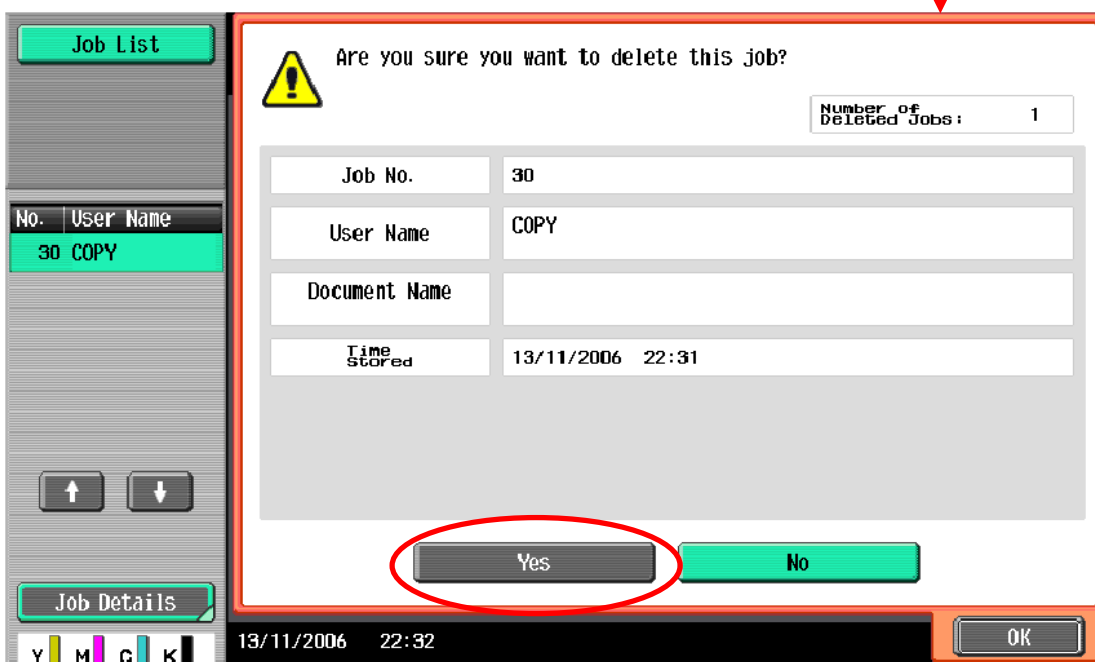 Job List
Are you sure you want to delete this job?
Number of
Deleted Jobs: 1
Job No. 30
No. User Name
User Name COPY
30 COPY
Document Name
Time
Stored 13/11/2006 22:31
Yes No
Job Details
13/11/2006 22:32 OK
Y M C K